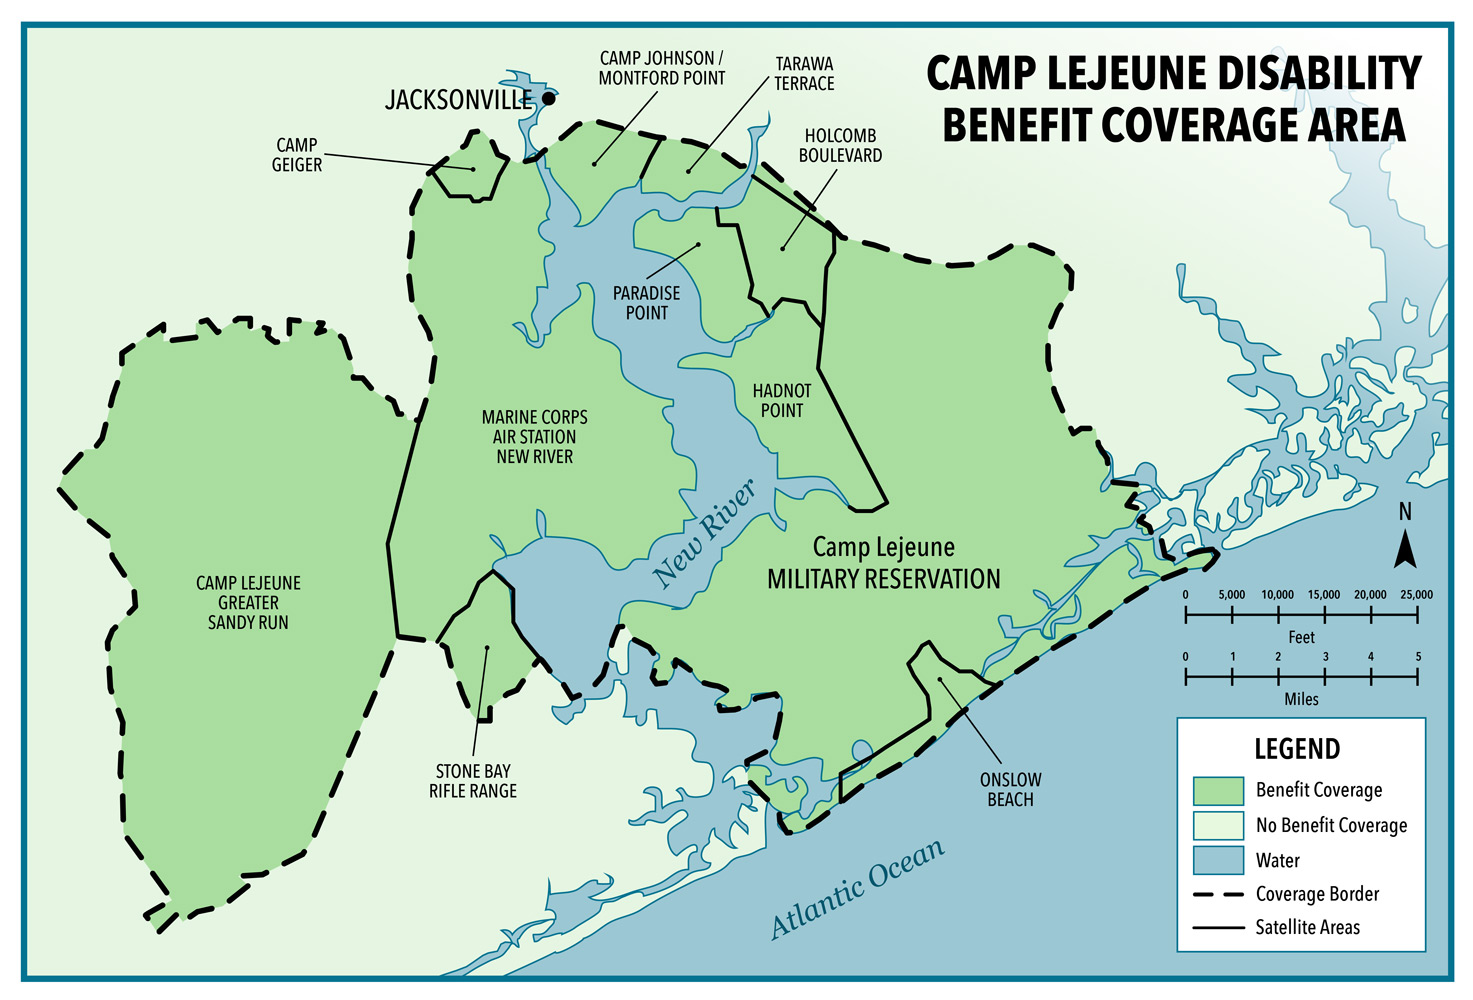 CAMP LEJEUNE DISABILITY
BENEFIT COVERAGE AREA
CAMP JOHNSON /
MONTFORD POINT
TARAWA
TERRACE
JACKSONVILLE
HOLCOMB
BOULEVARD
CAMP
GEIGER
PARADISE
POINT
HADNOT
POINT
MARINE CORPS
AIR STATION
NEW RIVER
New River
Camp Lejeune
MILITARY RESERVATION
CAMP LEJEUNE
GREATER
SANDY RUN
STONE BAY
RIFLE RANGE
ONSLOW
BEACH
Atlantic Ocean
N
0 5,000 10,000 15,000 20,000 25,000
Feet
0 1 2 3 4 5
Miles
LEGEND
Benefit Coverage
No Benefit Coverage
Water
Coverage Border
Satellite Areas